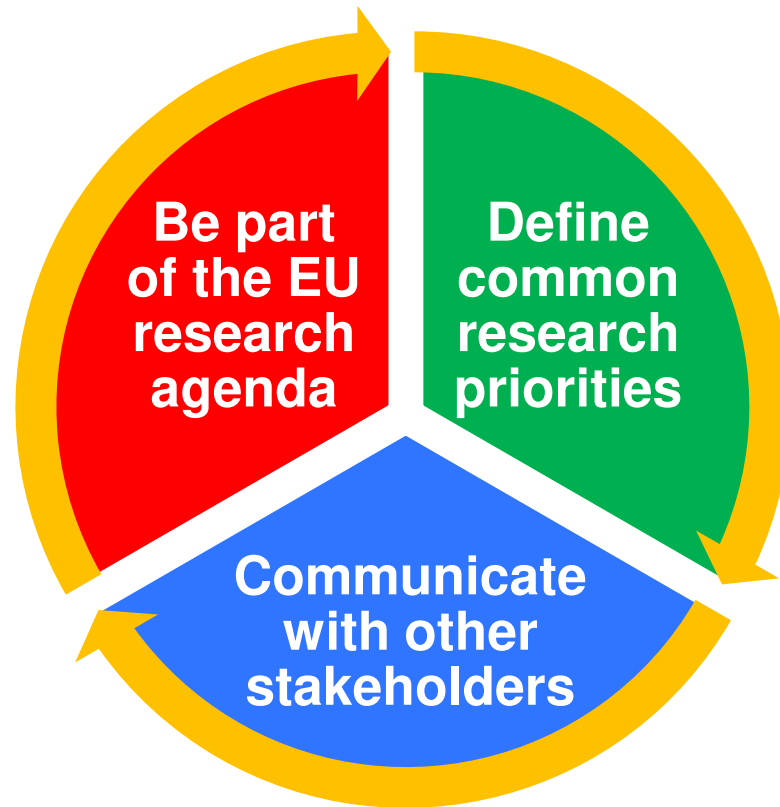 Be part
of the EU
research
agenda
Define
common
research
priorities
Communicate
with other
stakeholders